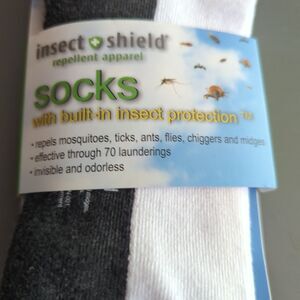 insect shield®
repellent apparel
socks
with built-in insect protection™
• repels mosquitoes, ticks, ants, flies, chiggers and midges
• effective through 70 launderings
• invisible and odorless